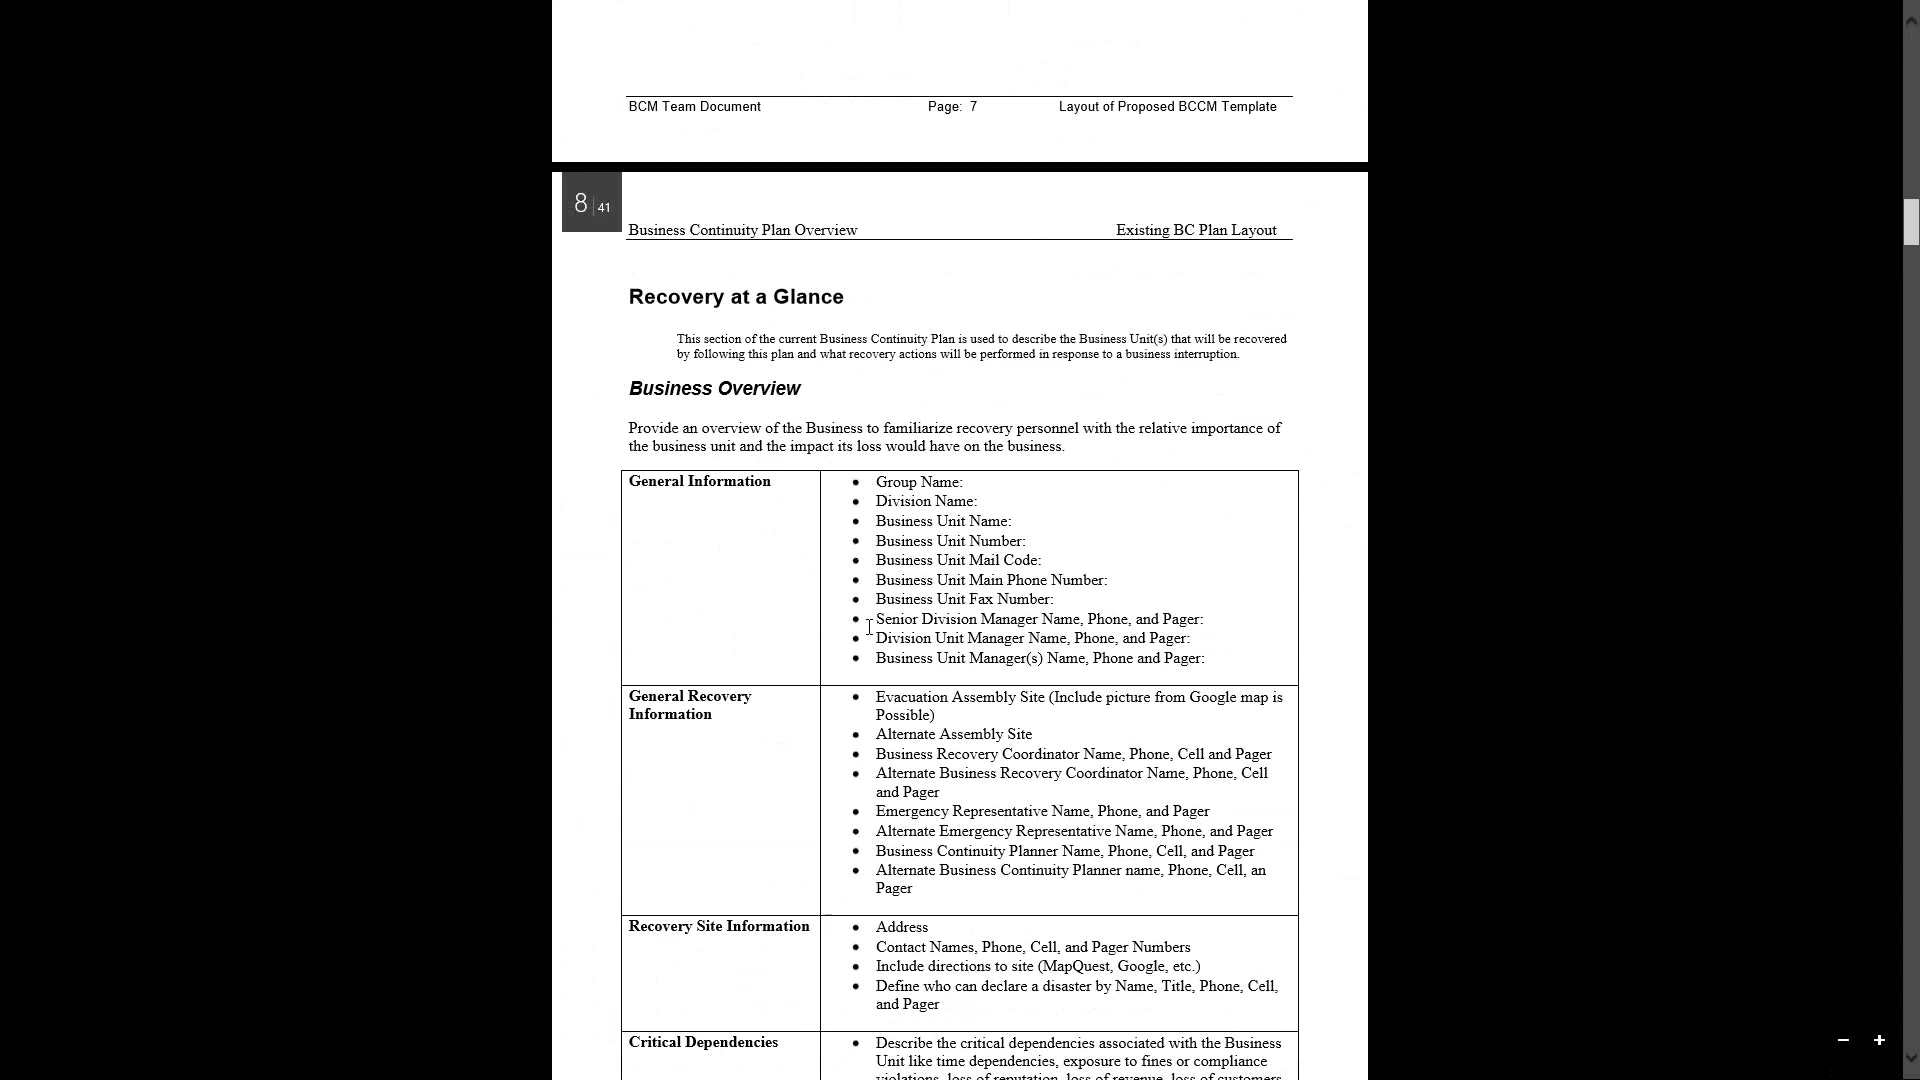 BCM Team Document Page: 7 Layout of Proposed BCCM Template
8 | 41
Business Continuity Plan Overview Existing BC Plan Layout
Recovery at a Glance
This section of the current Business Continuity Plan is used to describe the Business Unit(s) that will be recovered
by following this plan and what recovery actions will be performed in response to a business interruption.
Business Overview
Provide an overview of the Business to familiarize recovery personnel with the relative importance of
the business unit and the impact its loss would have on the business.
General Information
• Group Name:
• Division Name:
• Business Unit Name:
• Business Unit Number:
• Business Unit Mail Code:
• Business Unit Main Phone Number:
• Business Unit Fax Number:
• Senior Division Manager Name, Phone, and Pager:
• Division Unit Manager Name, Phone, and Pager:
• Business Unit Manager(s) Name, Phone and Pager:
General Recovery
Information
• Evacuation Assembly Site (Include picture from Google map is
Possible)
• Alternate Assembly Site
• Business Recovery Coordinator Name, Phone, Cell and Pager
• Alternate Business Recovery Coordinator Name, Phone, Cell
and Pager
• Emergency Representative Name, Phone, and Pager
• Alternate Emergency Representative Name, Phone, and Pager
• Business Continuity Planner Name, Phone, Cell, and Pager
• Alternate Business Continuity Planner name, Phone, Cell, an
Pager
Recovery Site Information
• Address
• Contact Names, Phone, Cell, and Pager Numbers
• Include directions to site (MapQuest, Google, etc.)
• Define who can declare a disaster by Name, Title, Phone, Cell,
and Pager
Critical Dependencies
• Describe the critical dependencies associated with the Business
Unit like time dependencies, exposure to fines or compliance
violations, loss of reputation, loss of revenue, loss of customers